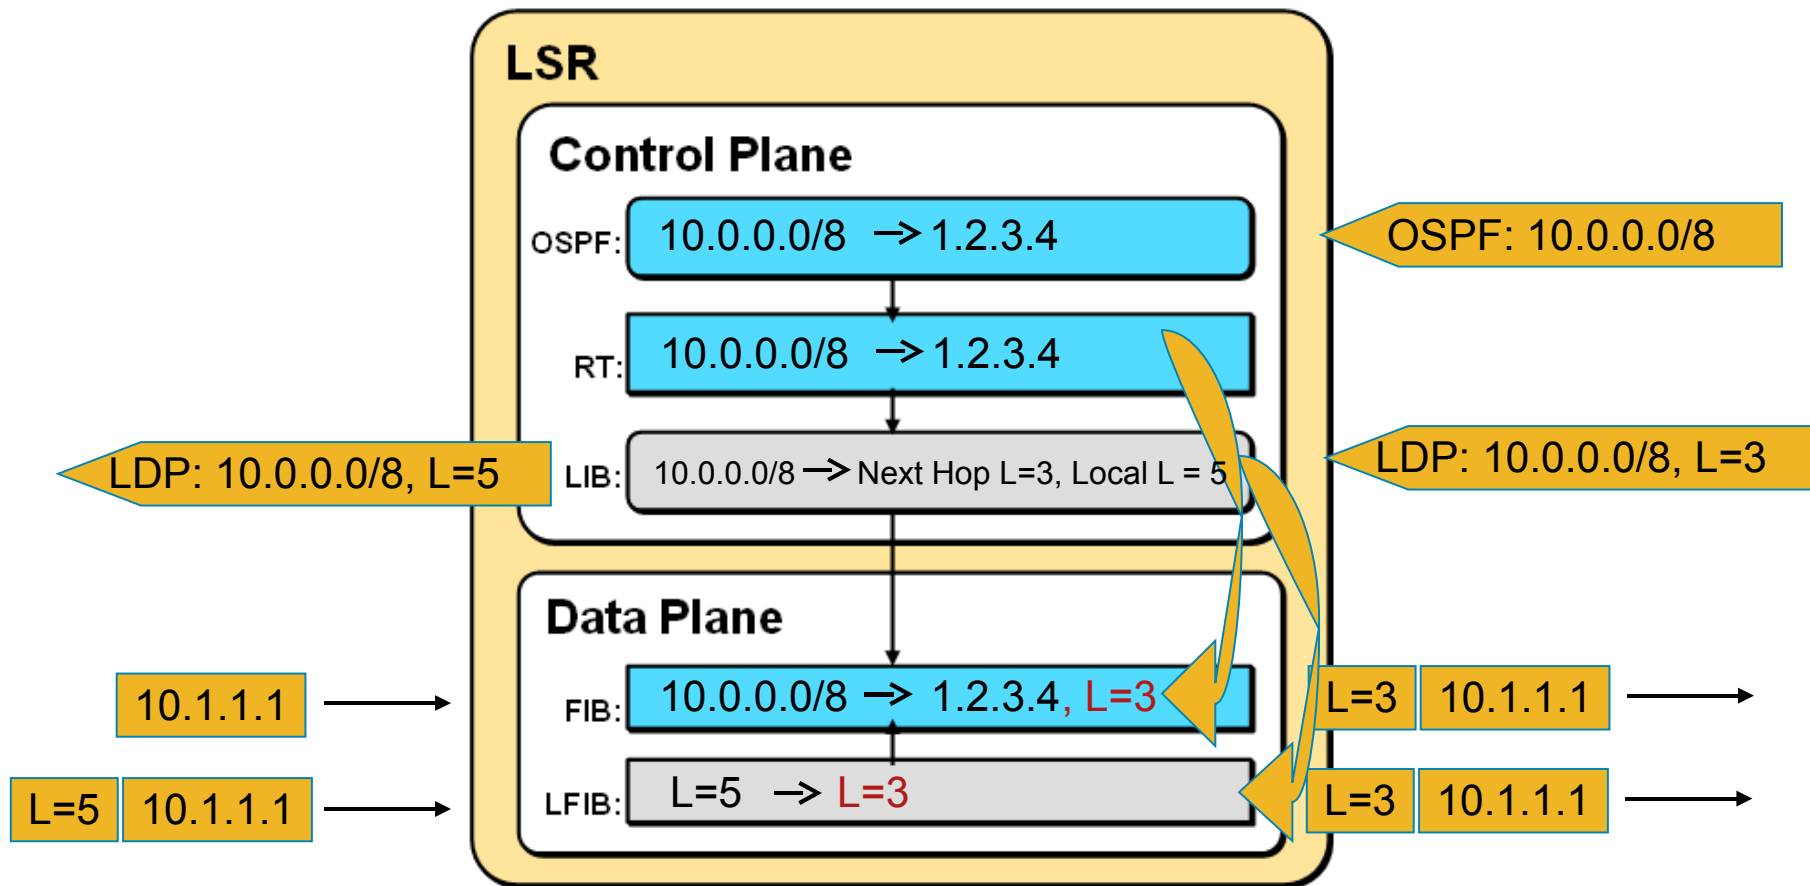 LSR
Control Plane
OSPF: 10.0.0.0/8 → 1.2.3.4
OSPF: 10.0.0.0/8
RT: 10.0.0.0/8 → 1.2.3.4
LDP: 10.0.0.0/8, L=5
LIB: 10.0.0.0/8 → Next Hop L=3, Local L = 5
LDP: 10.0.0.0/8, L=3
Data Plane
10.1.1.1
FIB: 10.0.0.0/8 → 1.2.3.4, L=3
L=3 10.1.1.1
L=5 10.1.1.1
LFIB: L=5 → L=3
L=3 10.1.1.1